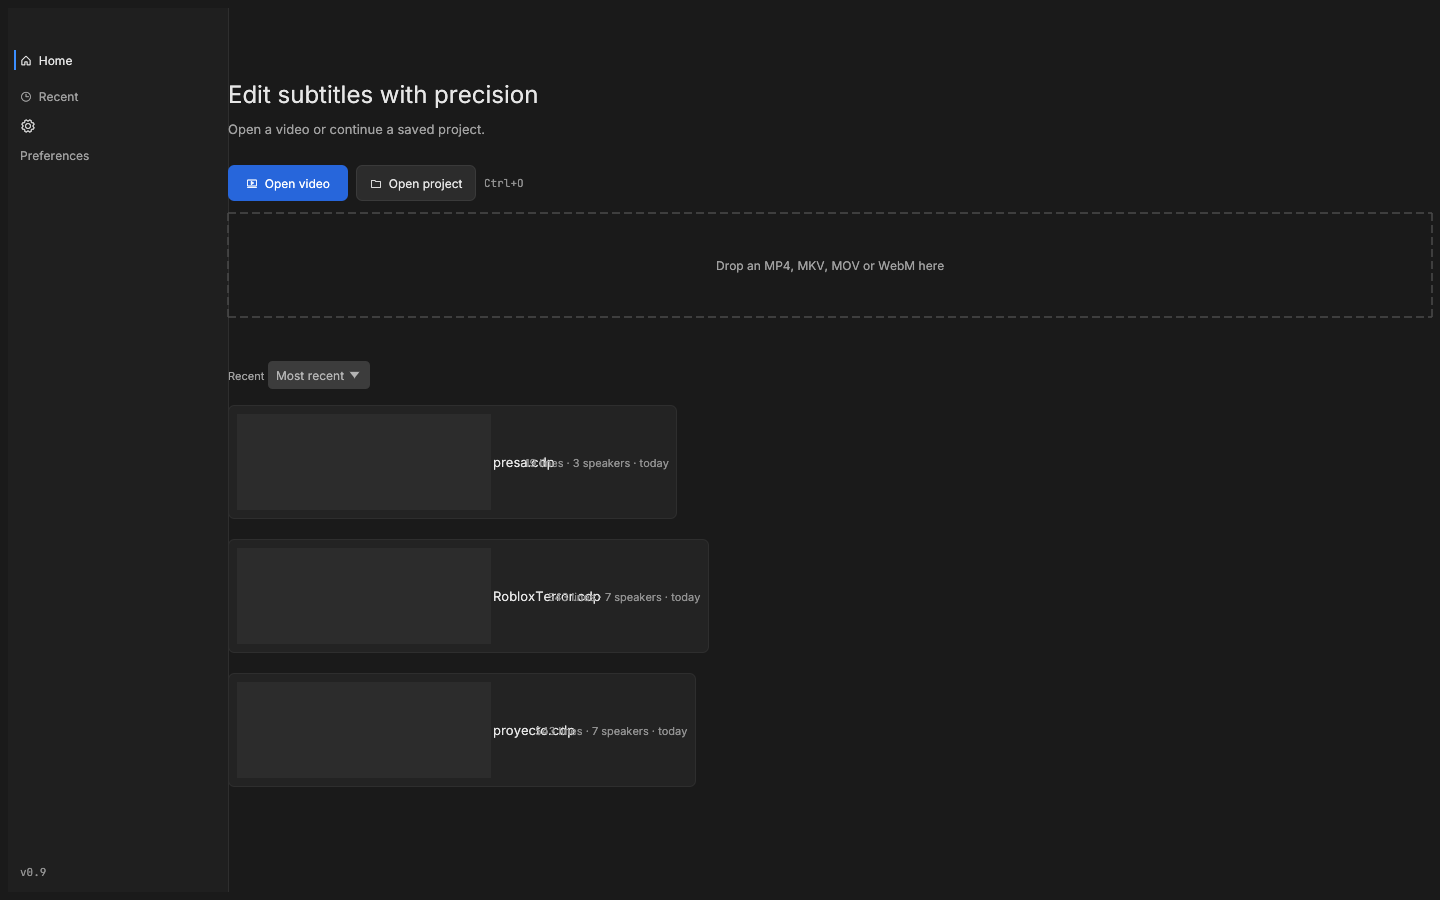 Home
Recent
Preferences
v0.9
Edit subtitles with precision
Open a video or continue a saved project.
Open video
Open project
Ctrl+O
Drop an MP4, MKV, MOV or WebM here
Recent
Most recent
presa.cdp
· 3 speakers · today
RobloxTerror.cdp
· 7 speakers · today
proyecto.cdp
· 7 speakers · today